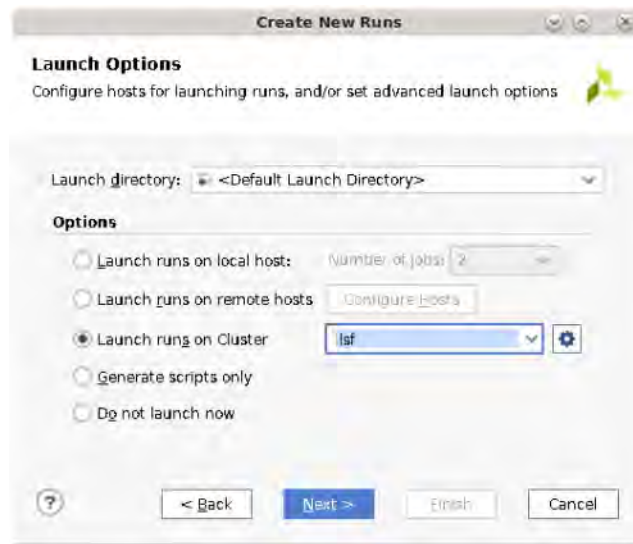 Create New Runs
Launch Options
Configure hosts for launching runs, and/or set advanced launch options
Launch directory: <Default Launch Directory>
Options
Launch runs on local host: Number of jobs: 2
Launch runs on remote hosts Configure Hosts
Launch runs on Cluster lsf
Generate scripts only
Do not launch now
? < Back Next > Finish Cancel